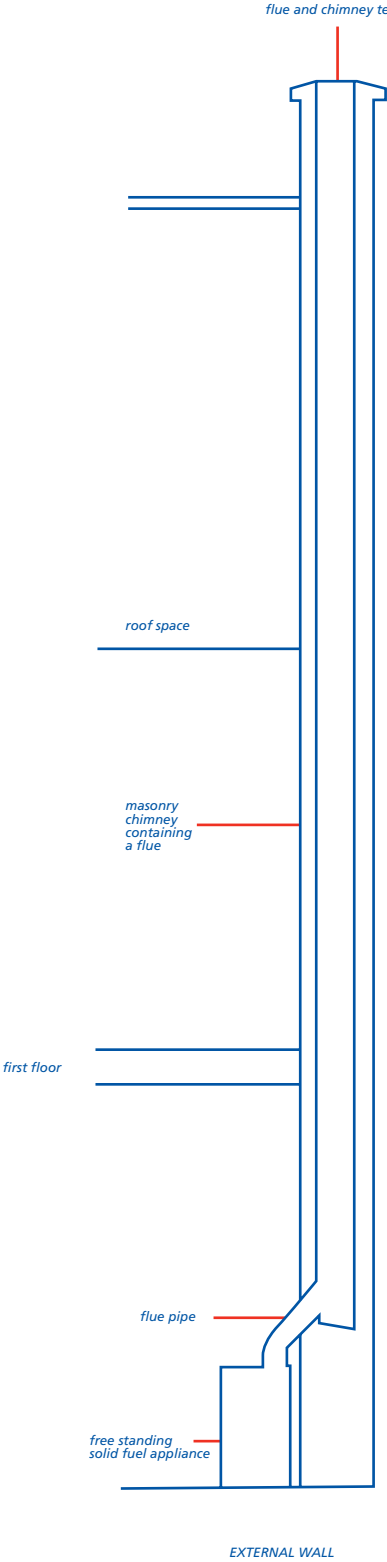 flue and chimney
roof space
masonry
chimney
containing
a flue
first floor
flue pipe
free standing
solid fuel appliance
EXTERNAL WALL